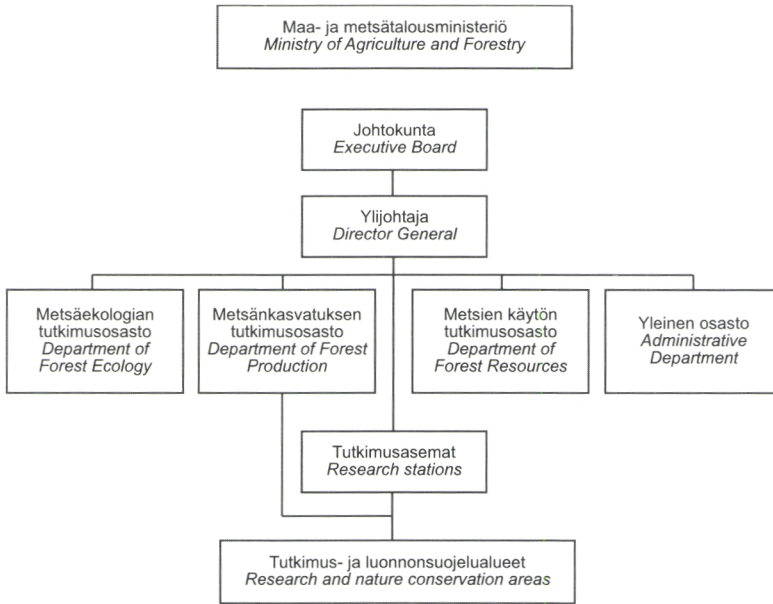 Maa- ja metsätalousministeriö
Ministry of Agriculture and Forestry
Johtokunta
Executive Board
Ylijohtaja
Director General
Metsäekologian
tutkimusosasto
Department of
Forest Ecology
Metsänkasvatuksen
tutkimusosasto
Department of Forest
Production
Metsien käytön
tutkimusosasto
Department of
Forest Resources
Yleinen osasto
Administrative
Department
Tutkimusasemat
Research stations
Tutkimus- ja luonnonsuojelualueet
Research and nature conservation areas